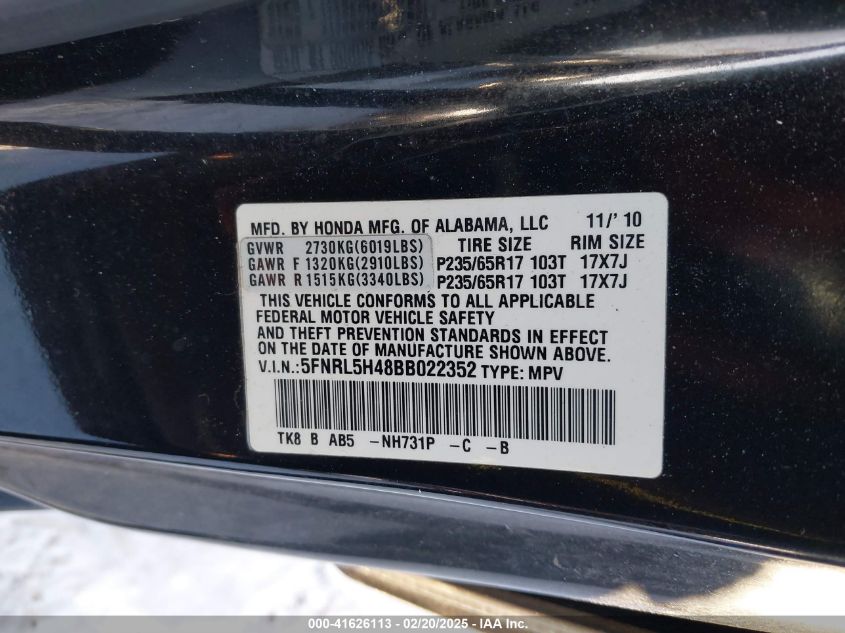 MFD. BY HONDA MFG. OF ALABAMA, LLC 11/' 10
GVWR 2730KG(6019LBS) TIRE SIZE RIM SIZE
GAWR F 1320KG(2910LBS) P235/65R17 103T 17X7J
GAWR R 1515KG(3340LBS) P235/65R17 103T 17X7J
THIS VEHICLE CONFORMS TO ALL APPLICABLE
FEDERAL MOTOR VEHICLE SAFETY
AND THEFT PREVENTION STANDARDS IN EFFECT
ON THE DATE OF MANUFACTURE SHOWN ABOVE.
V.I.N.:5FNRL5H48BB022352 TYPE: MPV
TK8 B AB5 -NH731P -C -B
000-41626113 - 02/20/2025 - IAA Inc.